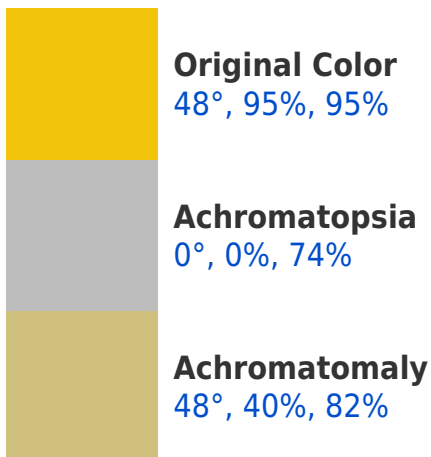 Original Color
48°, 95%, 95%
Achromatopsia
0°, 0%, 74%
Achromatomaly
48°, 40%, 82%